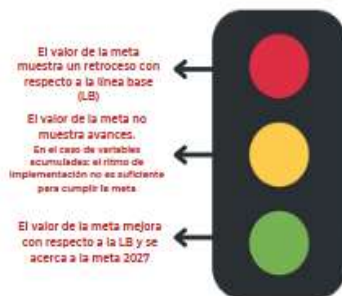 El valor de la meta
muestra un retroceso con
respecto a la línea base
(LB)
El valor de la meta no
muestra avances.
En el caso de variables
acumuladas: el ritmo de
implementación no es suficiente
para cumplir la meta
El valor de la meta mejora
con respecto a la LB y se
acerca a la meta 2027